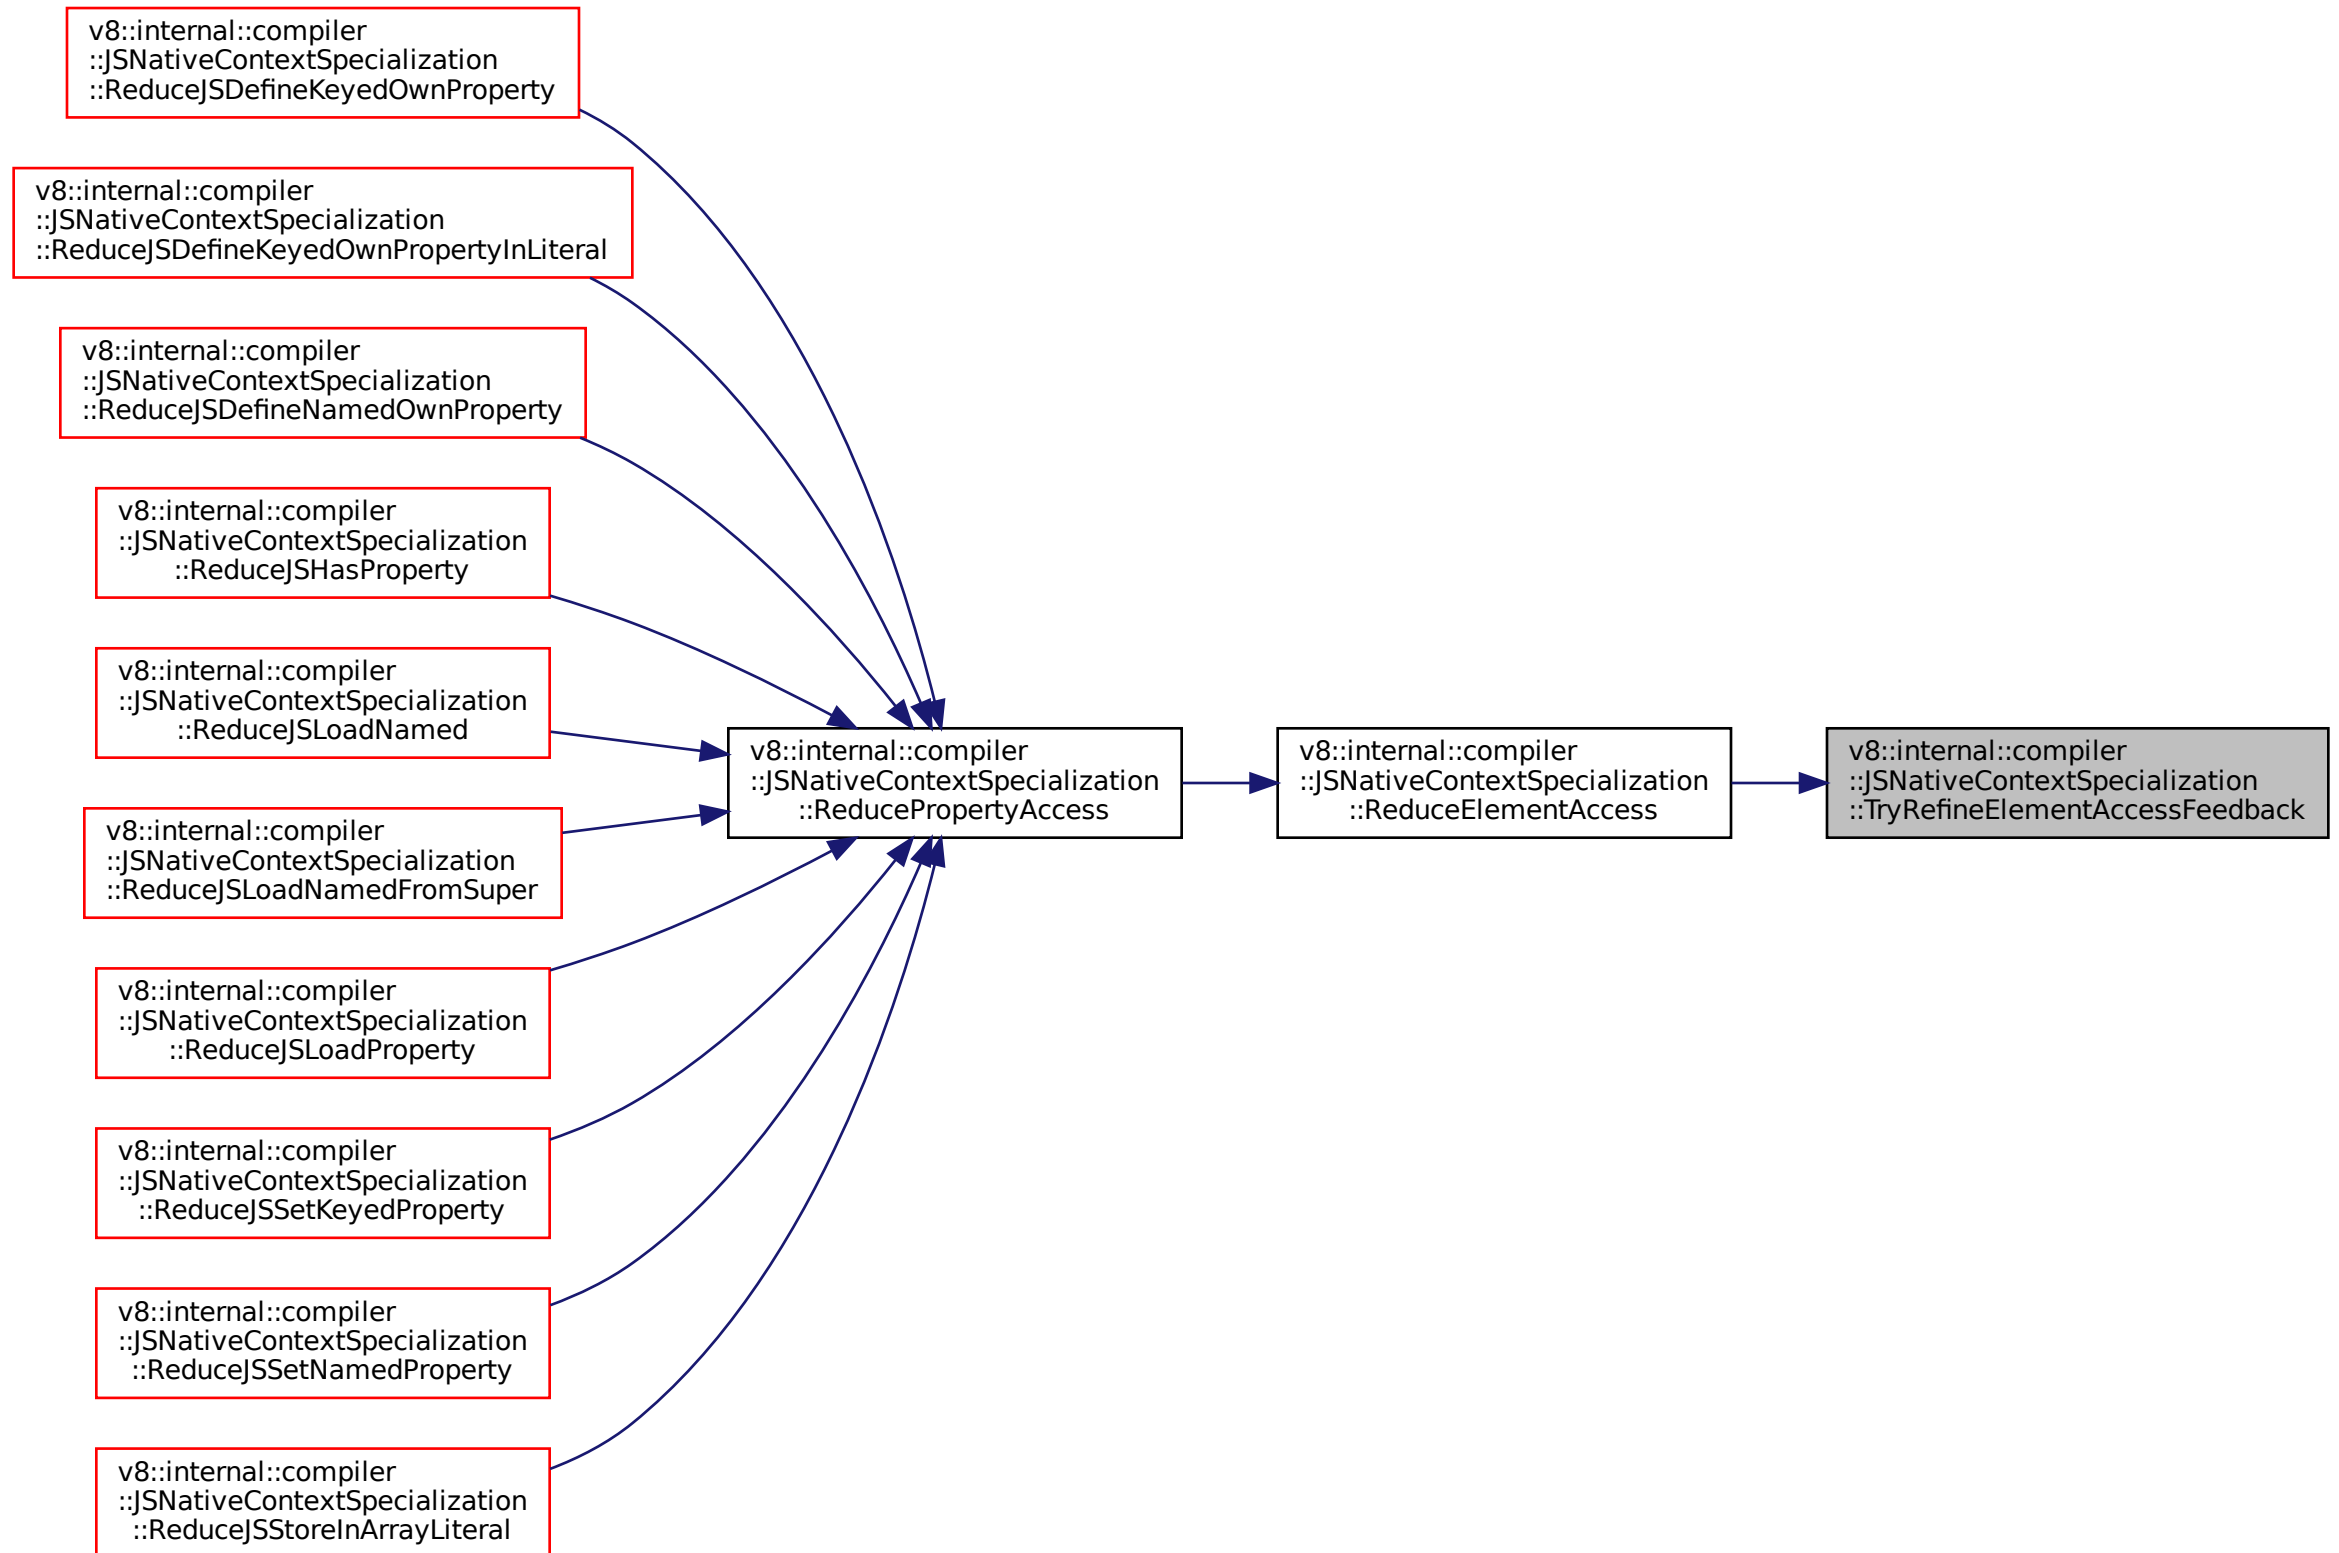 v8::internal::compiler
::JSNativeContextSpecialization
::ReduceJSDefineKeyedOwnProperty
v8::internal::compiler
::JSNativeContextSpecialization
::ReduceJSDefineKeyedOwnPropertyInLiteral
v8::internal::compiler
::JSNativeContextSpecialization
::ReduceJSDefineNamedOwnProperty
v8::internal::compiler
::JSNativeContextSpecialization
::ReduceJSHasProperty
v8::internal::compiler
::JSNativeContextSpecialization
::ReduceJSLoadNamed
v8::internal::compiler
::JSNativeContextSpecialization
::ReduceJSLoadNamedFromSuper
v8::internal::compiler
::JSNativeContextSpecialization
::ReduceJSLoadProperty
v8::internal::compiler
::JSNativeContextSpecialization
::ReduceJSSetKeyedProperty
v8::internal::compiler
::JSNativeContextSpecialization
::ReduceJSSetNamedProperty
v8::internal::compiler
::JSNativeContextSpecialization
::ReduceJSStoreInArrayLiteral
v8::internal::compiler
::JSNativeContextSpecialization
::ReducePropertyAccess
v8::internal::compiler
::JSNativeContextSpecialization
::ReduceElementAccess
v8::internal::compiler
::JSNativeContextSpecialization
::TryRefineElementAccessFeedback